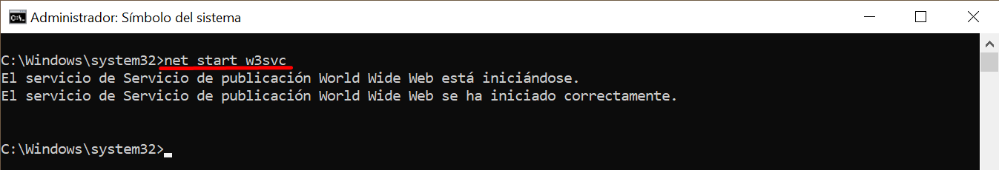 Administrador: Símbolo del sistema
C:\Windows\system32>net start w3svc
El servicio de Servicio de publicación World Wide Web está iniciándose.
El servicio de Servicio de publicación World Wide Web se ha iniciado correctamente.
C:\Windows\system32>